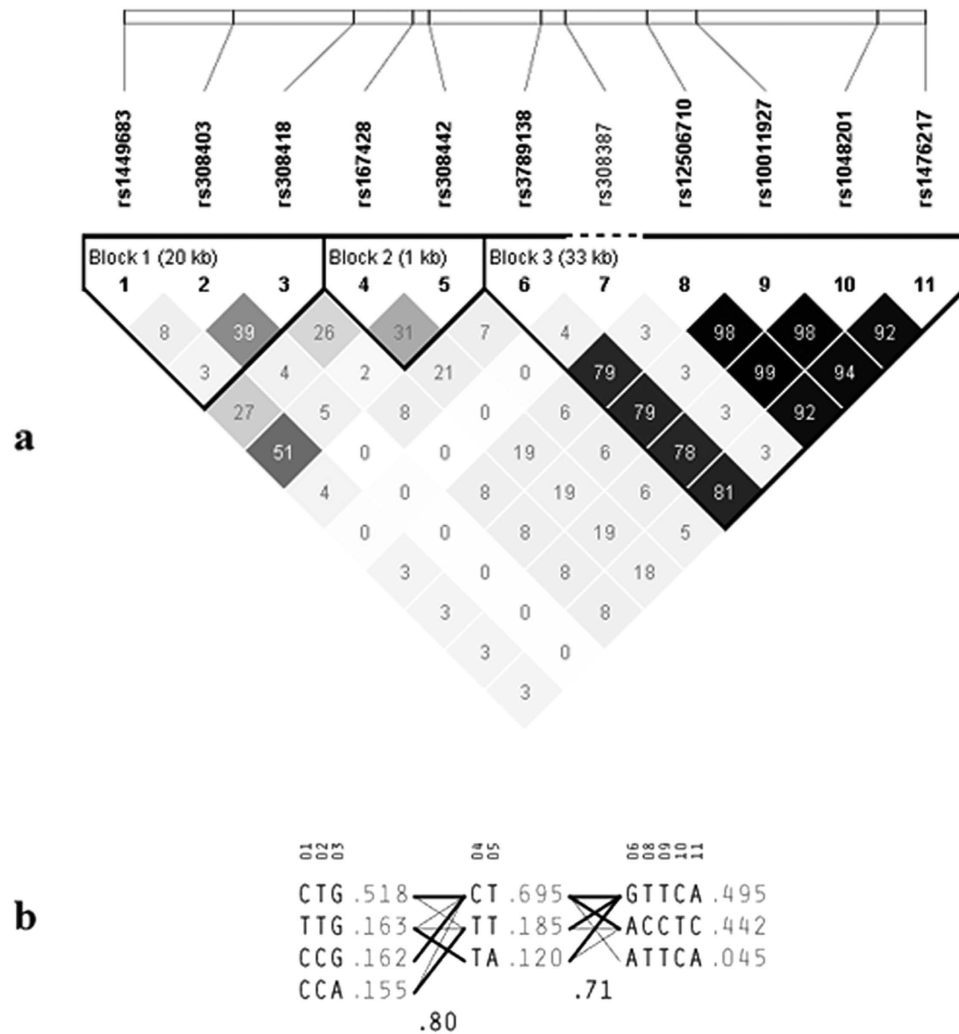 rs1449683 rs308403 rs308418 rs167428 rs308442 rs3789138 rs308387 rs12506710 rs10011927 rs1048201 rs1476217
Block 1 (20 kb) Block 2 (1 kb) Block 3 (33 kb)
1 2 3 4 5 6 7 8 9 10 11
8 39 26 31 7 4 3 98 98 92
3 4 2 21 0 79 3 99 94
27 5 8 0 6 79 3 92
a
51 0 0 19 6 78 3
4 0 8 19 6 81
0 0 8 19 5
3 0 8 18
3 0 8
3 0
3
01 02 03 04 05 06 08 09 10 11
CTG .518 CT .695 GTTCA .495
b
TTG .163 TT .185 ACCTC .442
CCG .162 TA .120 ATTCA .045
CCA .155
.80 .71